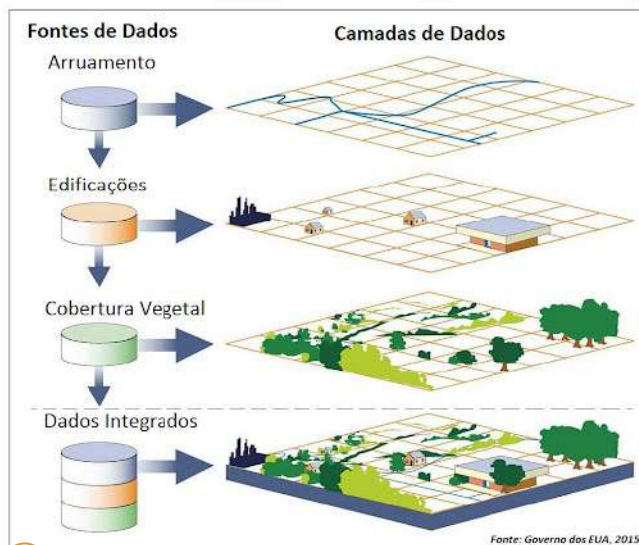 Fontes de Dados
Camadas de Dados
Arruamento
Edificações
Cobertura Vegetal
Dados Integrados
Fonte: Governo dos EUA, 2015